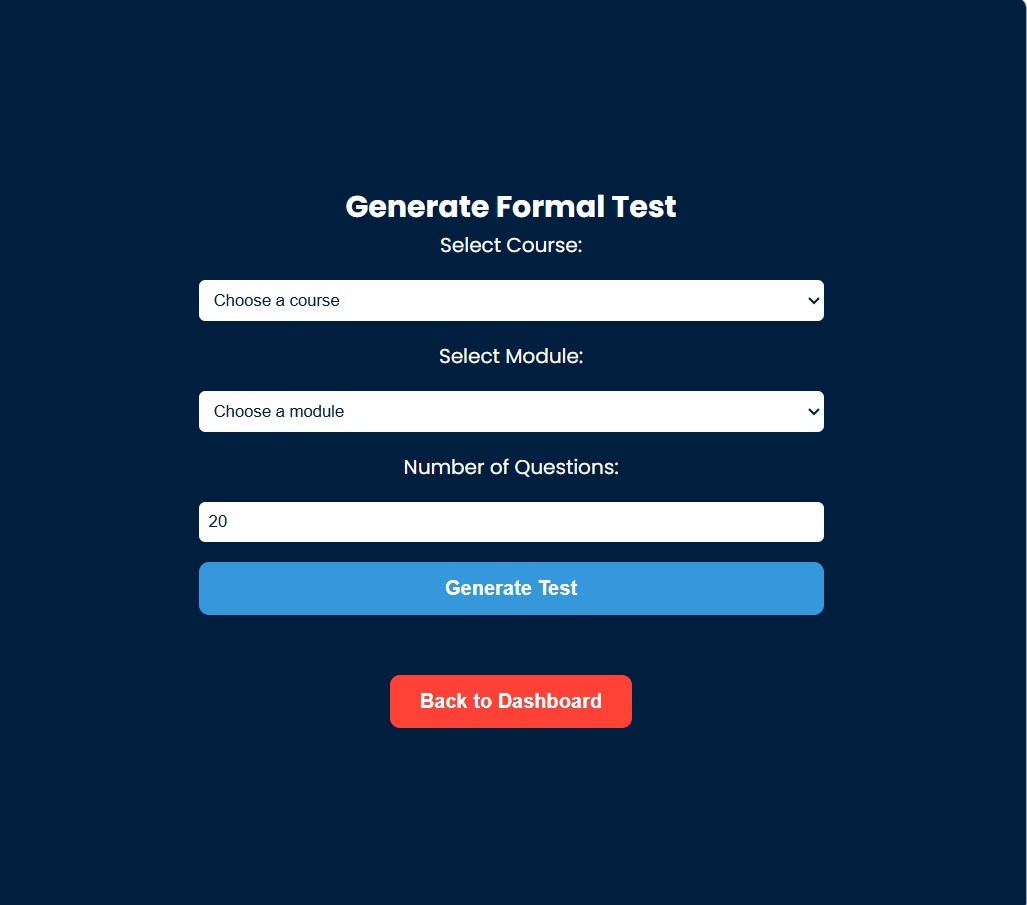 Generate Formal Test
Select Course:
Choose a course
Select Module:
Choose a module
Number of Questions:
20
Generate Test
Back to Dashboard